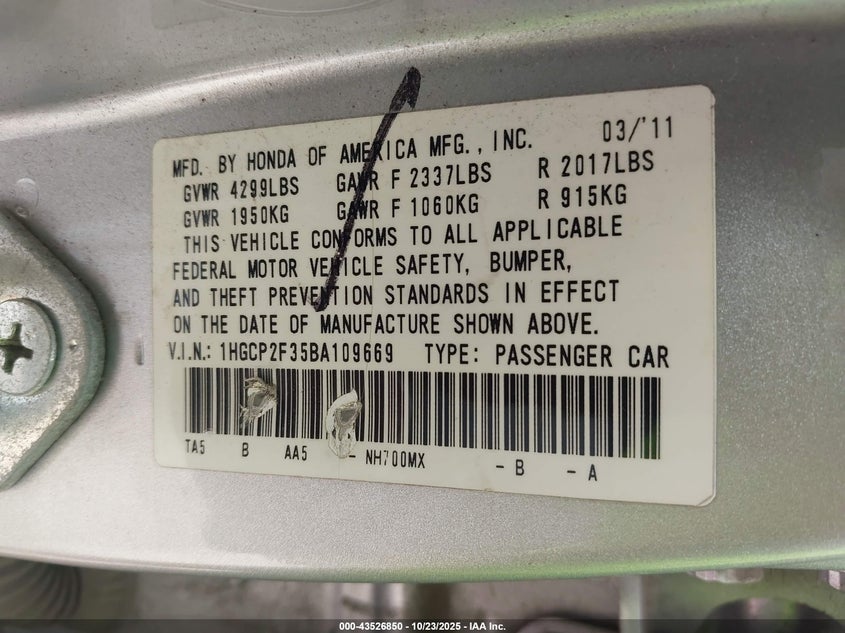 03/'11
MFD. BY HONDA OF AMERICA MFG., INC.
GVWR 4299LBS GAWR F 2337LBS R 2017LBS
GVWR 1950KG GAWR F 1060KG R 915KG
THIS VEHICLE CONFORMS TO ALL APPLICABLE
FEDERAL MOTOR VEHICLE SAFETY, BUMPER,
AND THEFT PREVENTION STANDARDS IN EFFECT
ON THE DATE OF MANUFACTURE SHOWN ABOVE.
V.I.N.: 1HGCP2F35BA109669 TYPE: PASSENGER CAR
TA5 B AA5 - NH700MX -B -A
000-43526850 - 10/23/2025 - IAA Inc.